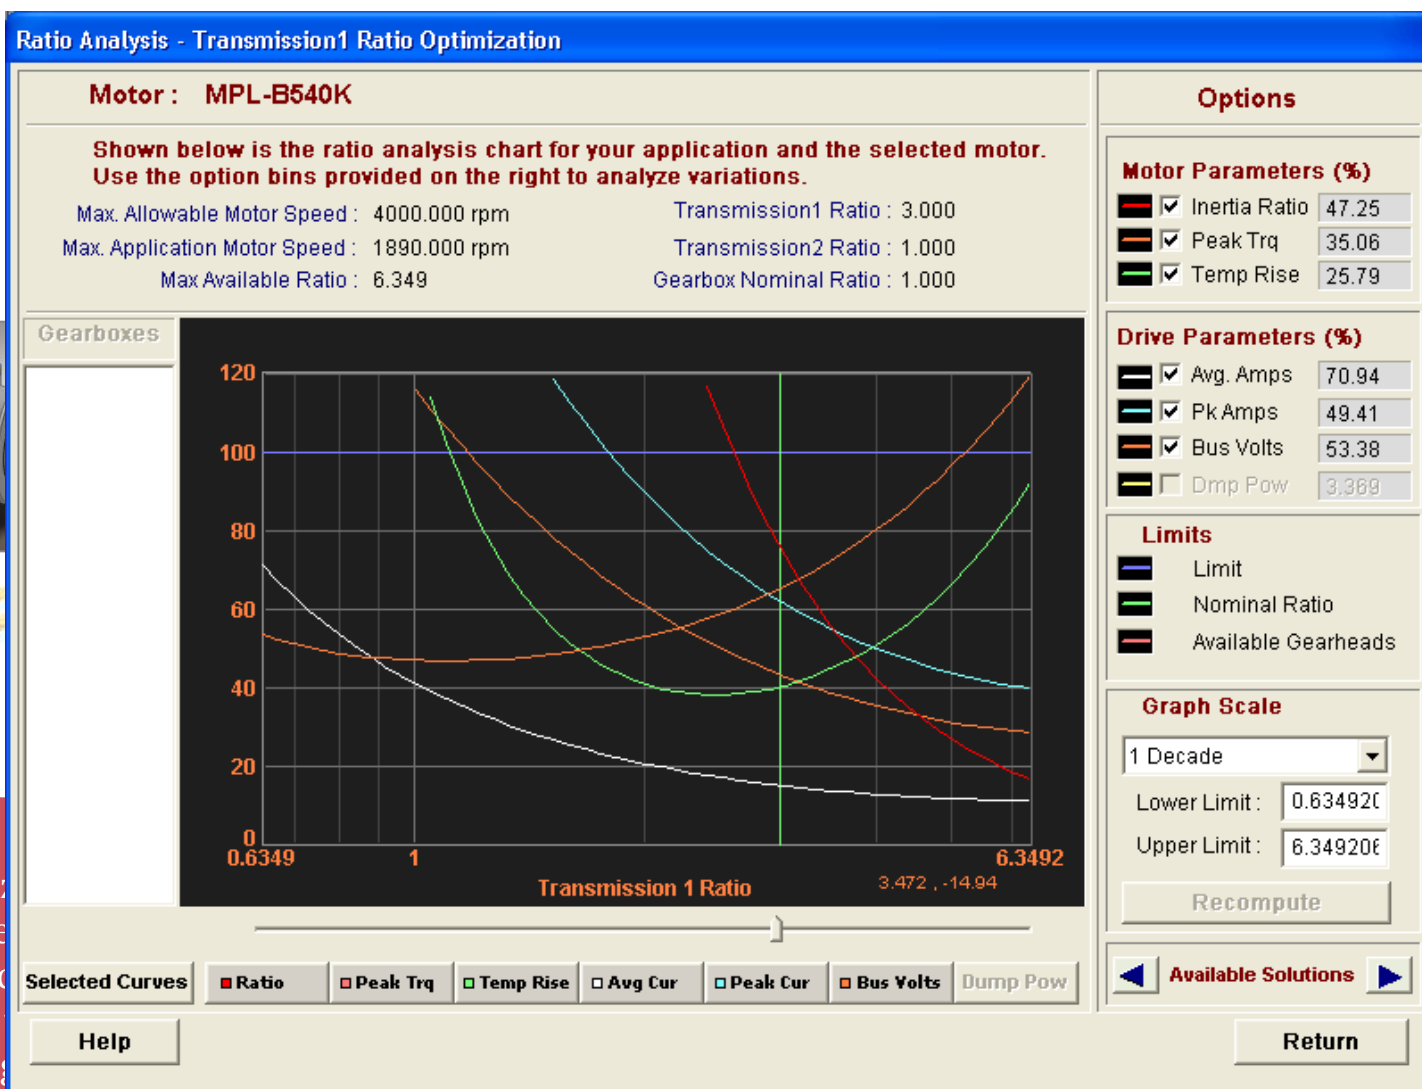 Ratio Analysis - Transmission1 Ratio Optimization
Motor : MPL-B540K
Shown below is the ratio analysis chart for your application and the selected motor.
Use the option bins provided on the right to analyze variations.
Max. Allowable Motor Speed : 4000.000 rpm
Transmission1 Ratio : 3.000
Max. Application Motor Speed : 1890.000 rpm
Transmission2 Ratio : 1.000
Max Available Ratio : 6.349
Gearbox Nominal Ratio : 1.000
Gearboxes
120
100
80
60
40
20
0
0.6349
1
6.3492
Transmission 1 Ratio
3.472 , -14.94
Selected Curves
Ratio
Peak Trq
Temp Rise
Avg Cur
Peak Cur
Bus Volts
Dump Pow
Help
Options
Motor Parameters (%)
Inertia Ratio 47.25
Peak Trq 35.06
Temp Rise 25.79
Drive Parameters (%)
Avg. Amps 70.94
Pk Amps 49.41
Bus Volts 53.38
Dmp Pow 3.369
Limits
Limit
Nominal Ratio
Available Gearheads
Graph Scale
1 Decade
Lower Limit : 0.63492
Upper Limit : 6.34920
Recompute
Available Solutions
Return